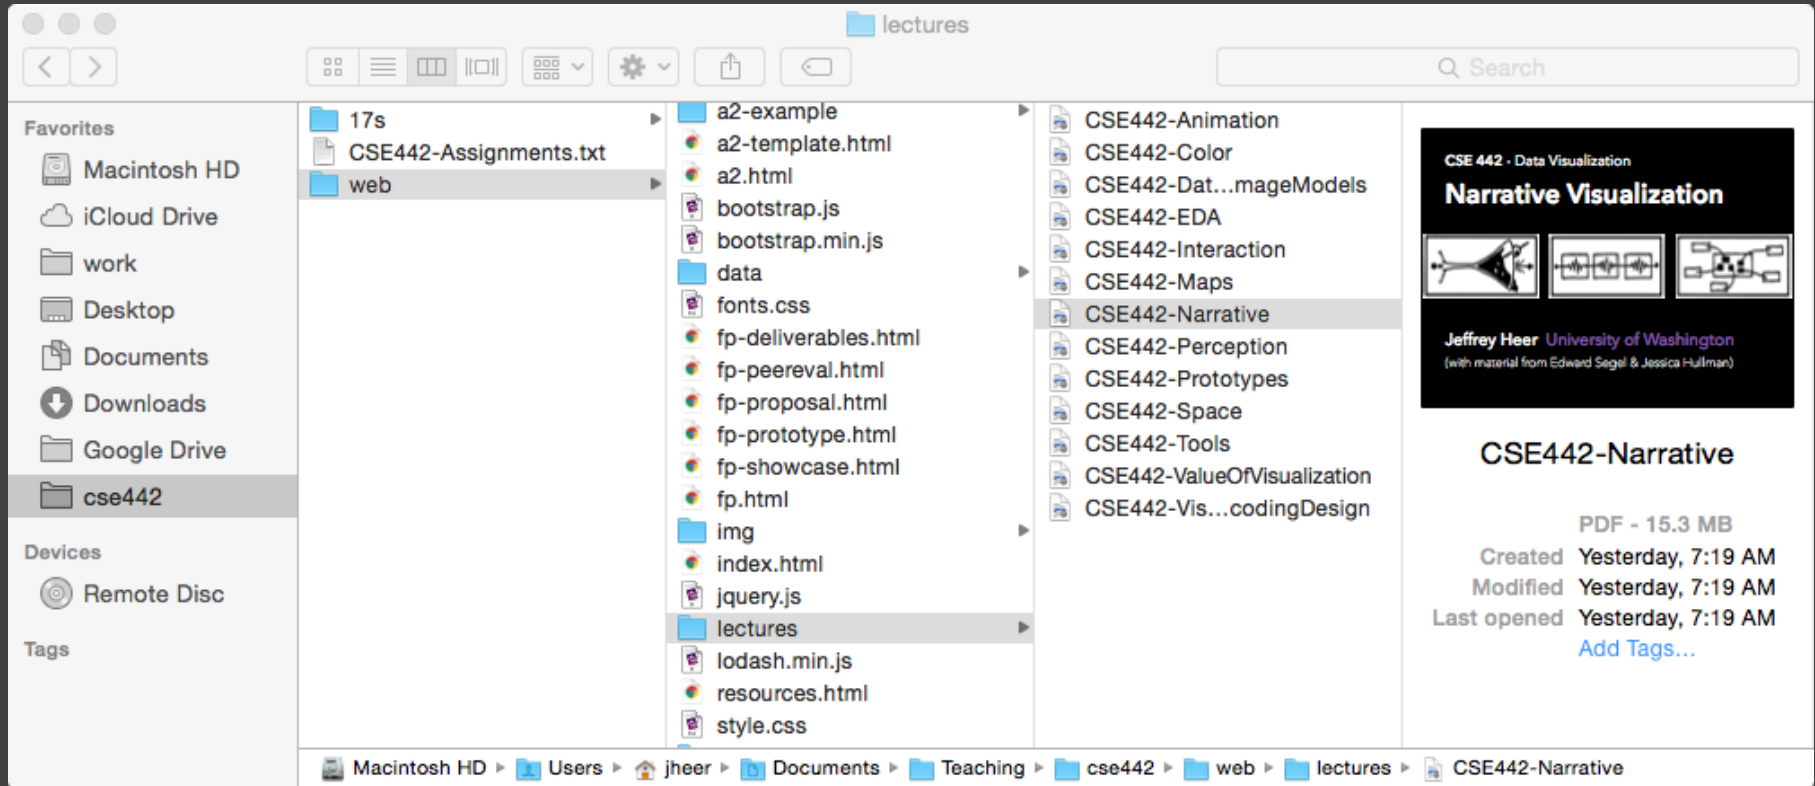 lectures
Search
Favorites
Macintosh HD
iCloud Drive
work
Desktop
Documents
Downloads
Google Drive
cse442
Devices
Remote Disc
Tags
17s
CSE442-Assignments.txt
web
a2-example
a2-template.html
a2.html
bootstrap.js
bootstrap.min.js
data
fonts.css
fp-deliverables.html
fp-peereval.html
fp-proposal.html
fp-prototype.html
fp-showcase.html
fp.html
img
index.html
jquery.js
lectures
lodash.min.js
resources.html
style.css
CSE442-Animation
CSE442-Color
CSE442-Dat...mageModels
CSE442-EDA
CSE442-Interaction
CSE442-Maps
CSE442-Narrative
CSE442-Perception
CSE442-Prototypes
CSE442-Space
CSE442-Tools
CSE442-ValueOfVisualization
CSE442-Vis...codingDesign
CSE 442 - Data Visualization
Narrative Visualization
Jeffrey Heer University of Washington
(with material from Edward Segel & Jessica Hullman)
CSE442-Narrative
PDF - 15.3 MB
Created Yesterday, 7:19 AM
Modified Yesterday, 7:19 AM
Last opened Yesterday, 7:19 AM
Add Tags...
Macintosh HD Users jheer Documents Teaching cse442 web lectures CSE442-Narrative